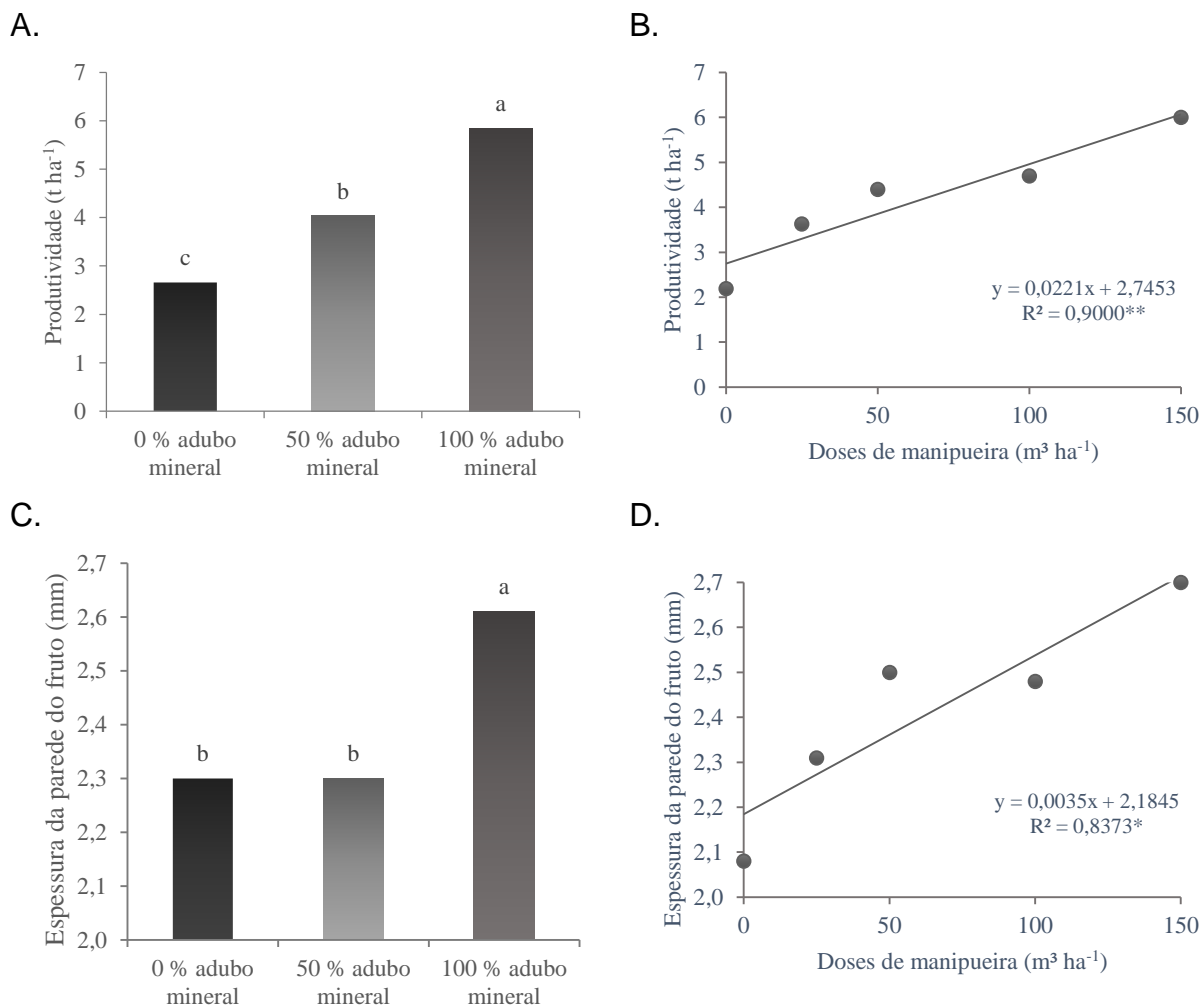 A.
Produtividade (t ha-1)
7
6
5
4
3
2
1
0
c
b
a
0 % adubo
mineral
50 % adubo
mineral
100 % adubo
mineral
B.
Produtividade (t ha-1)
7
6
5
4
3
2
1
0
y = 0,0221x + 2,7453
R² = 0,9000**
0
50
100
150
Doses de manipueira (m³ ha-1)
C.
Espessura da parede do fruto (mm)
2,7
2,6
2,5
2,4
2,3
2,2
2,1
2,0
b
b
a
0 % adubo
mineral
50 % adubo
mineral
100 % adubo
mineral
D.
Espessura da parede do fruto (mm)
2,7
2,6
2,5
2,4
2,3
2,2
2,1
2,0
y = 0,0035x + 2,1845
R² = 0,8373*
0
50
100
150
Doses de manipueira (m³ ha-1)